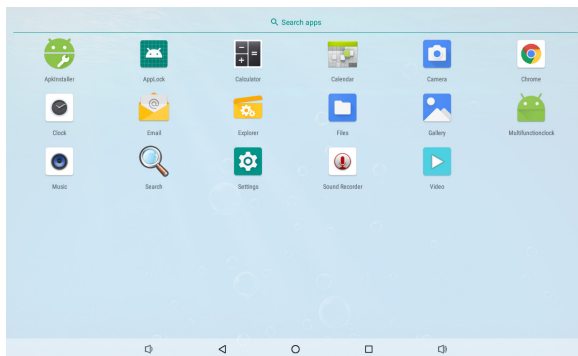 Search apps
ApkInstaller
AppLock
Calculator
Calendar
Camera
Chrome
Clock
Email
Explorer
Files
Gallery
Multifunctionclock
Music
Search
Settings
Sound Recorder
Video